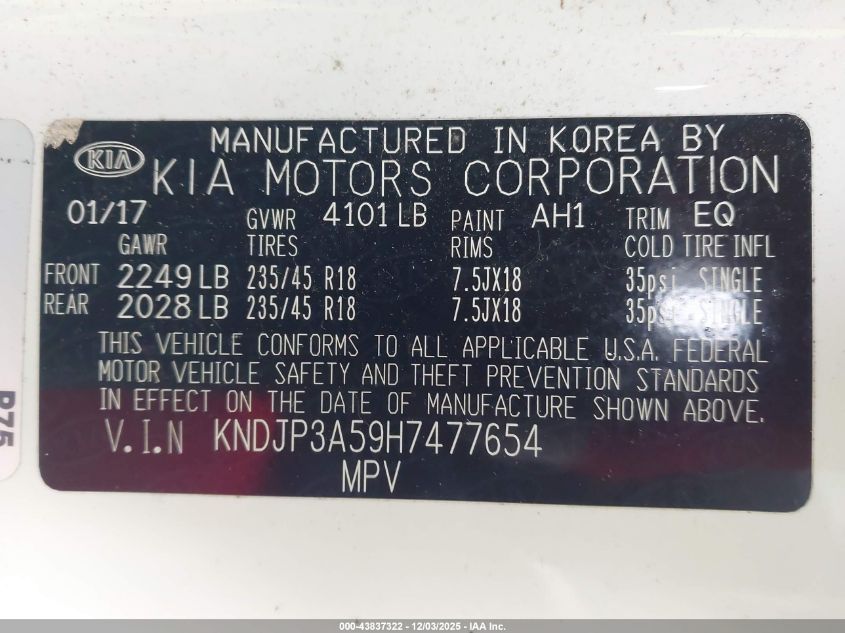 MANUFACTURED IN KOREA BY
KIA KIA MOTORS CORPORATION
01/17 GVWR 4101 LB PAINT AH1 TRIM EQ
GAWR TIRES RIMS COLD TIRE INFL
FRONT 2249 LB 235/45 R18 7.5JX18 35psi SINGLE
REAR 2028 LB 235/45 R18 7.5JX18 35psi SINGLE
THIS VEHICLE CONFORMS TO ALL APPLICABLE U.S.A. FEDERAL
MOTOR VEHICLE SAFETY AND THEFT PREVENTION STANDARDS
IN EFFECT ON THE DATE OF MANUFACTURE SHOWN ABOVE.
V.I.N KNDJP3A59H7477654
MPV
P75
000-43837322 - 12/03/2025 - IAA Inc.